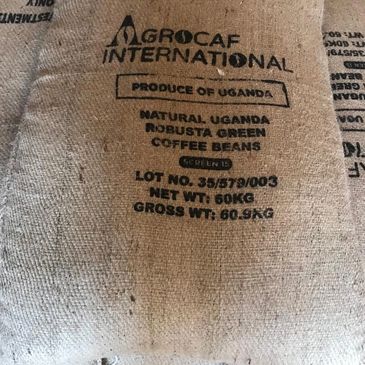 AGROCAF
INTERNATIONAL
PRODUCE OF UGANDA
NATURAL UGANDA
ROBUSTA GREEN
COFFEE BEANS
SCREEN 15
LOT NO. 35/579/003
NET WT: 60KG
GROSS WT: 60.9KG